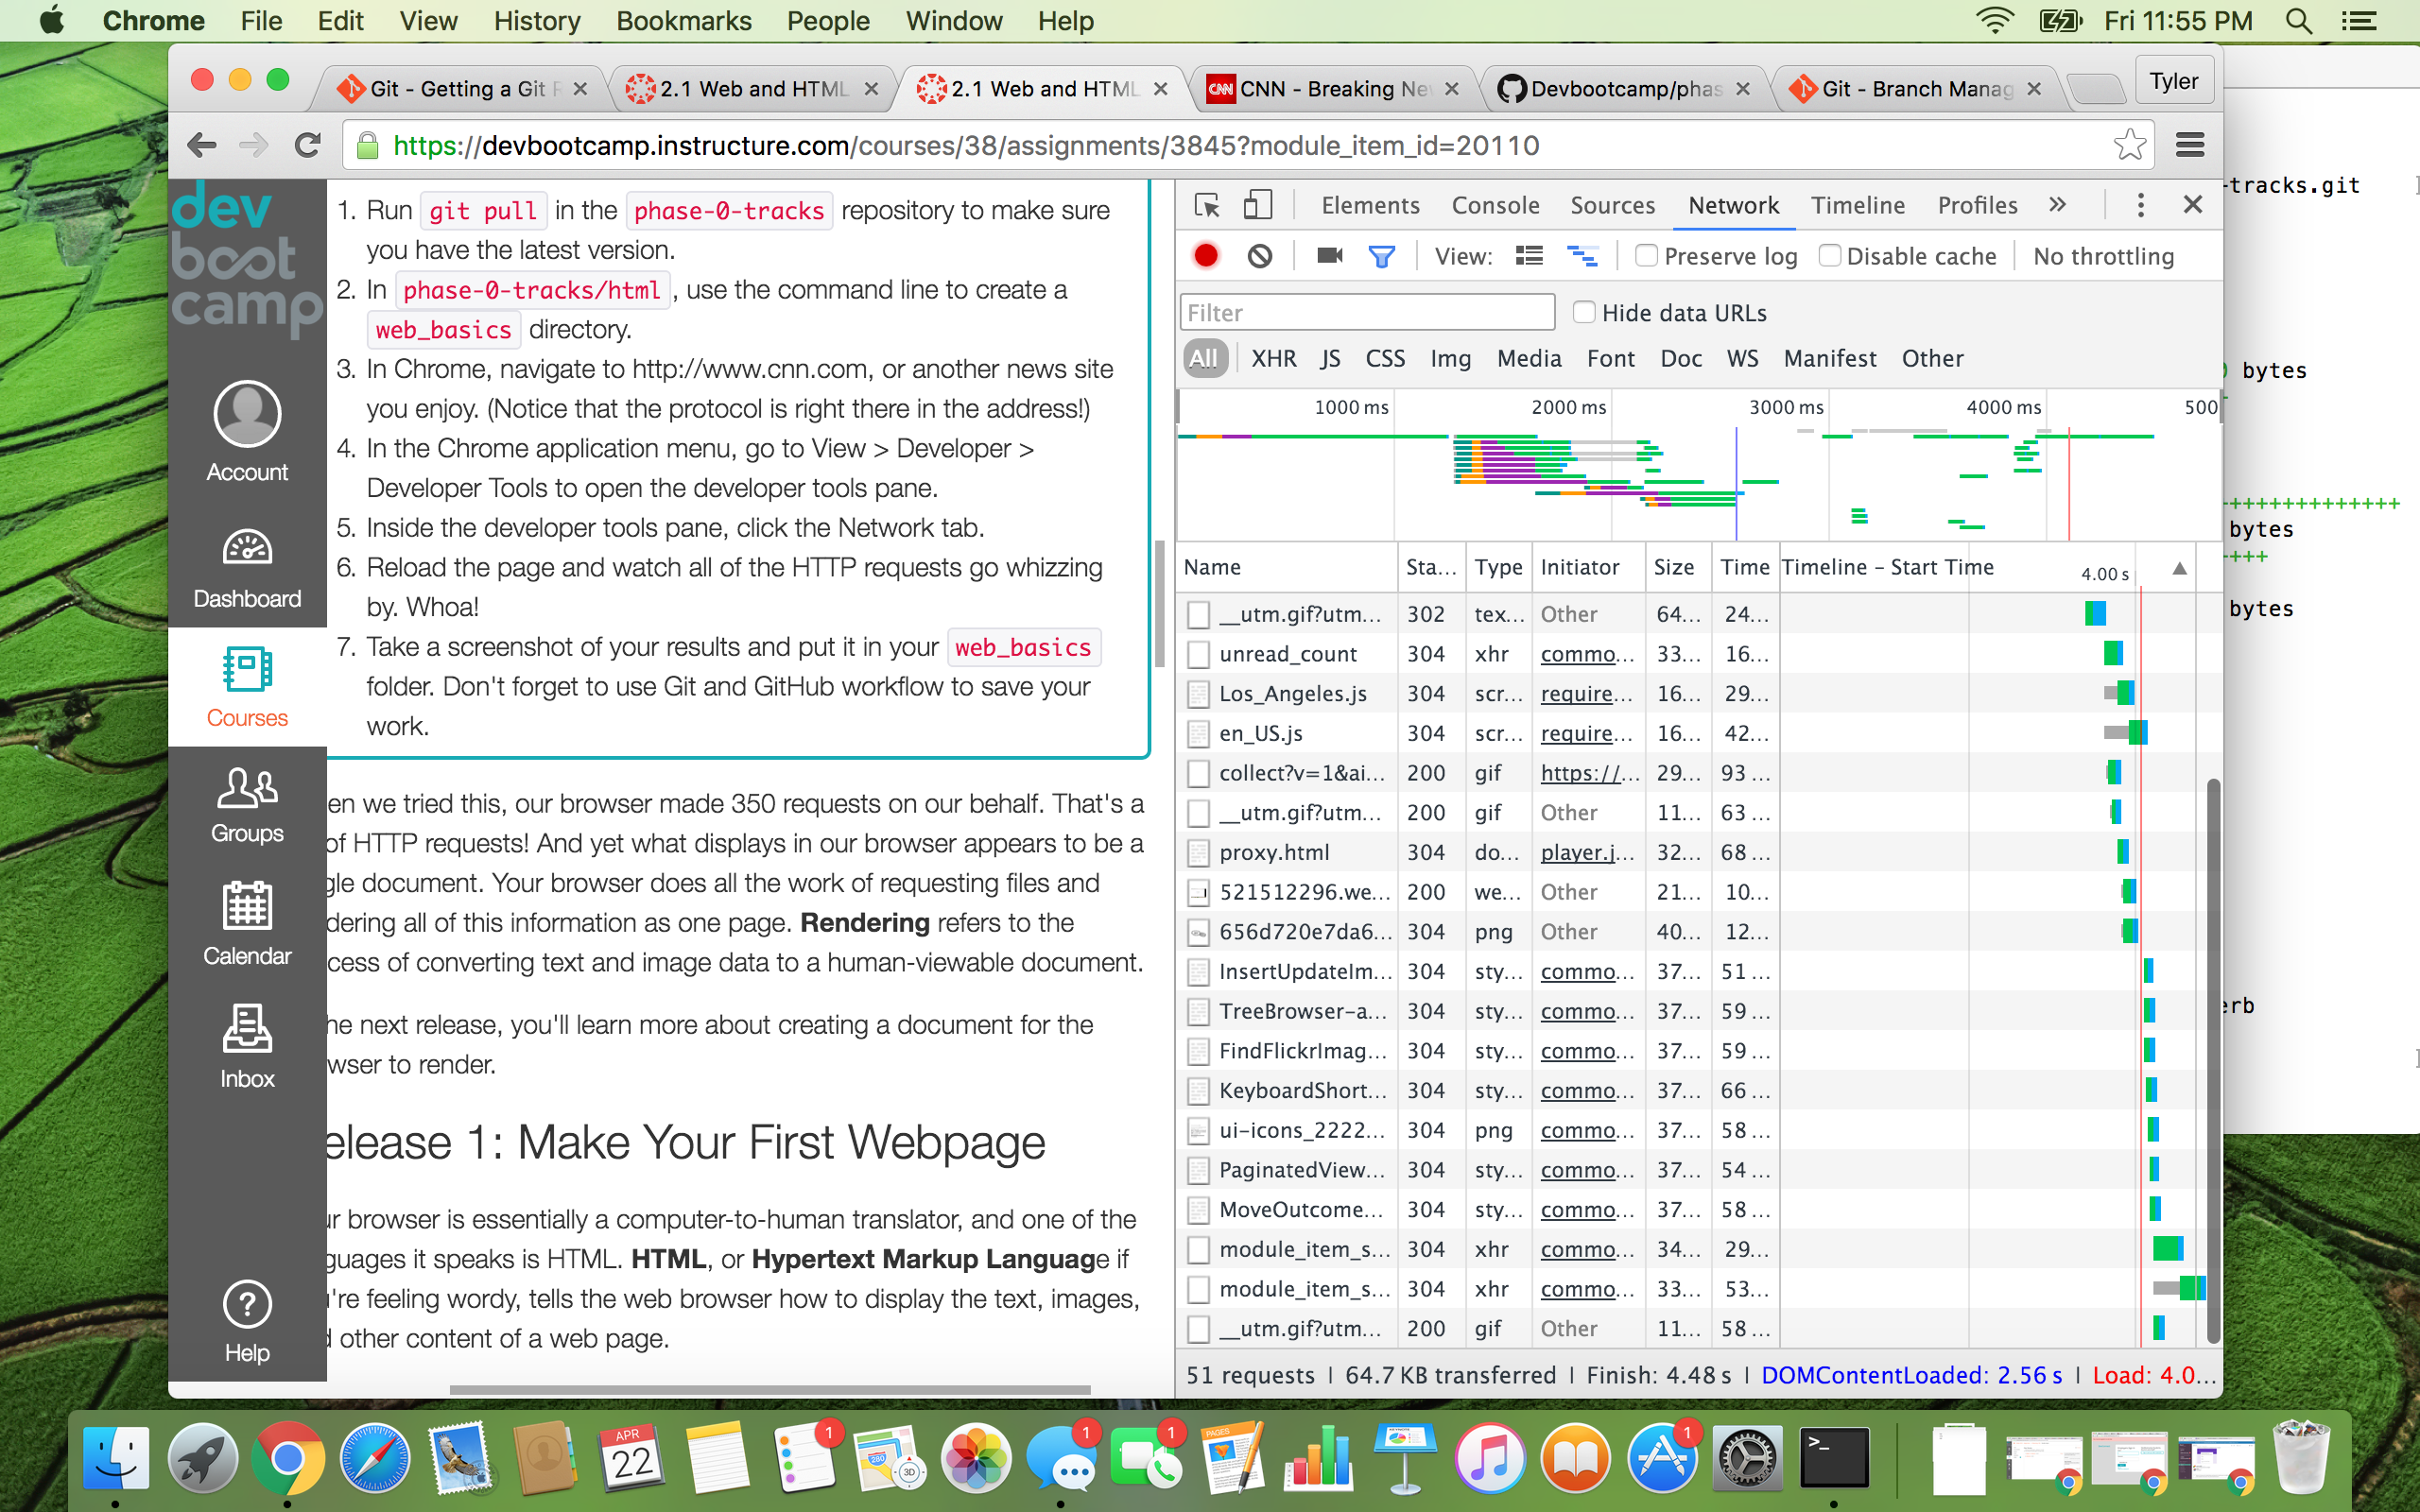 Chrome File Edit View History Bookmarks People Window Help Fri 11:55 PM
Git - Getting a Git R 2.1 Web and HTML 2.1 Web and HTML CNN CNN - Breaking Ne Devbootcamp/phas Git - Branch Manag Tyler
https://devbootcamp.instructure.com/courses/38/assignments/3845?module_item_id=20110
dev
boot
camp
Account
Dashboard
Courses
Groups
Calendar
Inbox
Help
1. Run git pull in the phase-0-tracks repository to make sure
you have the latest version.
2. In phase-0-tracks/html , use the command line to create a
web_basics directory.
3. In Chrome, navigate to http://www.cnn.com, or another news site
you enjoy. (Notice that the protocol is right there in the address!)
4. In the Chrome application menu, go to View > Developer >
Developer Tools to open the developer tools pane.
5. Inside the developer tools pane, click the Network tab.
6. Reload the page and watch all of the HTTP requests go whizzing
by. Whoa!
7. Take a screenshot of your results and put it in your web_basics
folder. Don't forget to use Git and GitHub workflow to save your
work.
en we tried this, our browser made 350 requests on our behalf. That's a
of HTTP requests! And yet what displays in our browser appears to be a
gle document. Your browser does all the work of requesting files and
dering all of this information as one page. Rendering refers to the
cess of converting text and image data to a human-viewable document.
he next release, you'll learn more about creating a document for the
wser to render.
elease 1: Make Your First Webpage
ur browser is essentially a computer-to-human translator, and one of the
guages it speaks is HTML. HTML, or Hypertext Markup Language if
u're feeling wordy, tells the web browser how to display the text, images,
d other content of a web page.
Elements Console Sources Network Timeline Profiles »
View: Preserve log Disable cache No throttling
Filter Hide data URLs
All XHR JS CSS Img Media Font Doc WS Manifest Other
1000 ms 2000 ms 3000 ms 4000 ms 500
Name Sta... Type Initiator Size Time Timeline – Start Time 4.00 s
__utm.gif?utm... 302 tex... Other 64... 24...
unread_count 304 xhr commo... 33... 16...
Los_Angeles.js 304 scr... require... 16... 29...
en_US.js 304 scr... require... 16... 42...
collect?v=1&ai... 200 gif https://... 29... 93 ...
__utm.gif?utm... 200 gif Other 11... 63 ...
proxy.html 304 do... player.j... 32... 68 ...
521512296.we... 200 we... Other 21... 10...
656d720e7da6... 304 png Other 40... 12...
InsertUpdateIm... 304 sty... commo... 37... 51 ...
TreeBrowser-a... 304 sty... commo... 37... 59 ...
FindFlickrImag... 304 sty... commo... 37... 59 ...
KeyboardShort... 304 sty... commo... 37... 66 ...
ui-icons_2222... 304 png commo... 37... 58 ...
PaginatedView... 304 sty... commo... 37... 54 ...
MoveOutcome... 304 sty... commo... 37... 58 ...
module_item_s... 304 xhr commo... 34... 29...
module_item_s... 304 xhr commo... 33... 53...
__utm.gif?utm... 200 gif Other 11... 58 ...
51 requests | 64.7 KB transferred | Finish: 4.48 s | DOMContentLoaded: 2.56 s | Load: 4.0...
-tracks.git
bytes
+++++++++++++
bytes
++++
bytes
erb
APR
22
1
280
3D
1
1
PAGES
1
>_